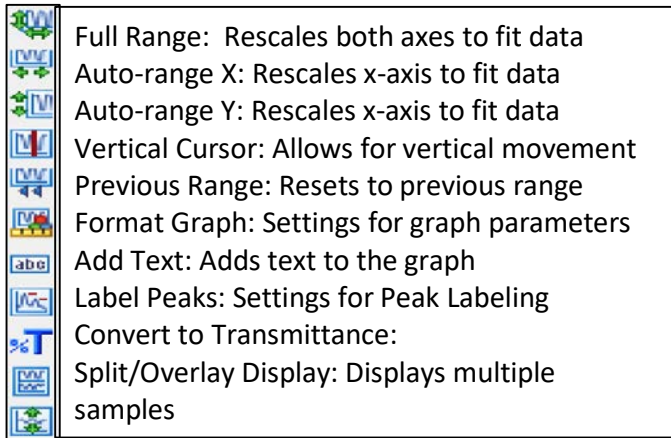 Full Range: Rescales both axes to fit data
Auto-range X: Rescales x-axis to fit data
Auto-range Y: Rescales x-axis to fit data
Vertical Cursor: Allows for vertical movement
Previous Range: Resets to previous range
Format Graph: Settings for graph parameters
abc Add Text: Adds text to the graph
Label Peaks: Settings for Peak Labeling
%T Convert to Transmittance:
Split/Overlay Display: Displays multiple
samples